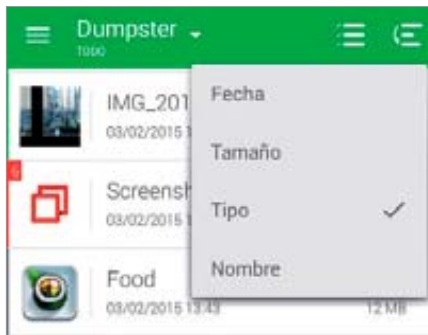 Dumpster
TODO
IMG_201
03/02/2015 1
Screensh
03/02/2015 1
Food
03/02/2015 13:43
12 MB
Fecha
Tamaño
Tipo
Nombre